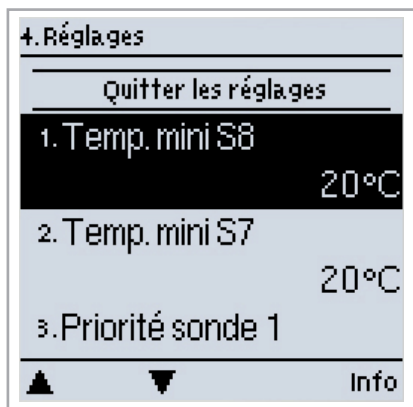 4.Réglages
Quitter les réglages
1.Temp. mini S8
20°C
2.Temp. mini S7
20°C
3.Priorité sonde 1
Info